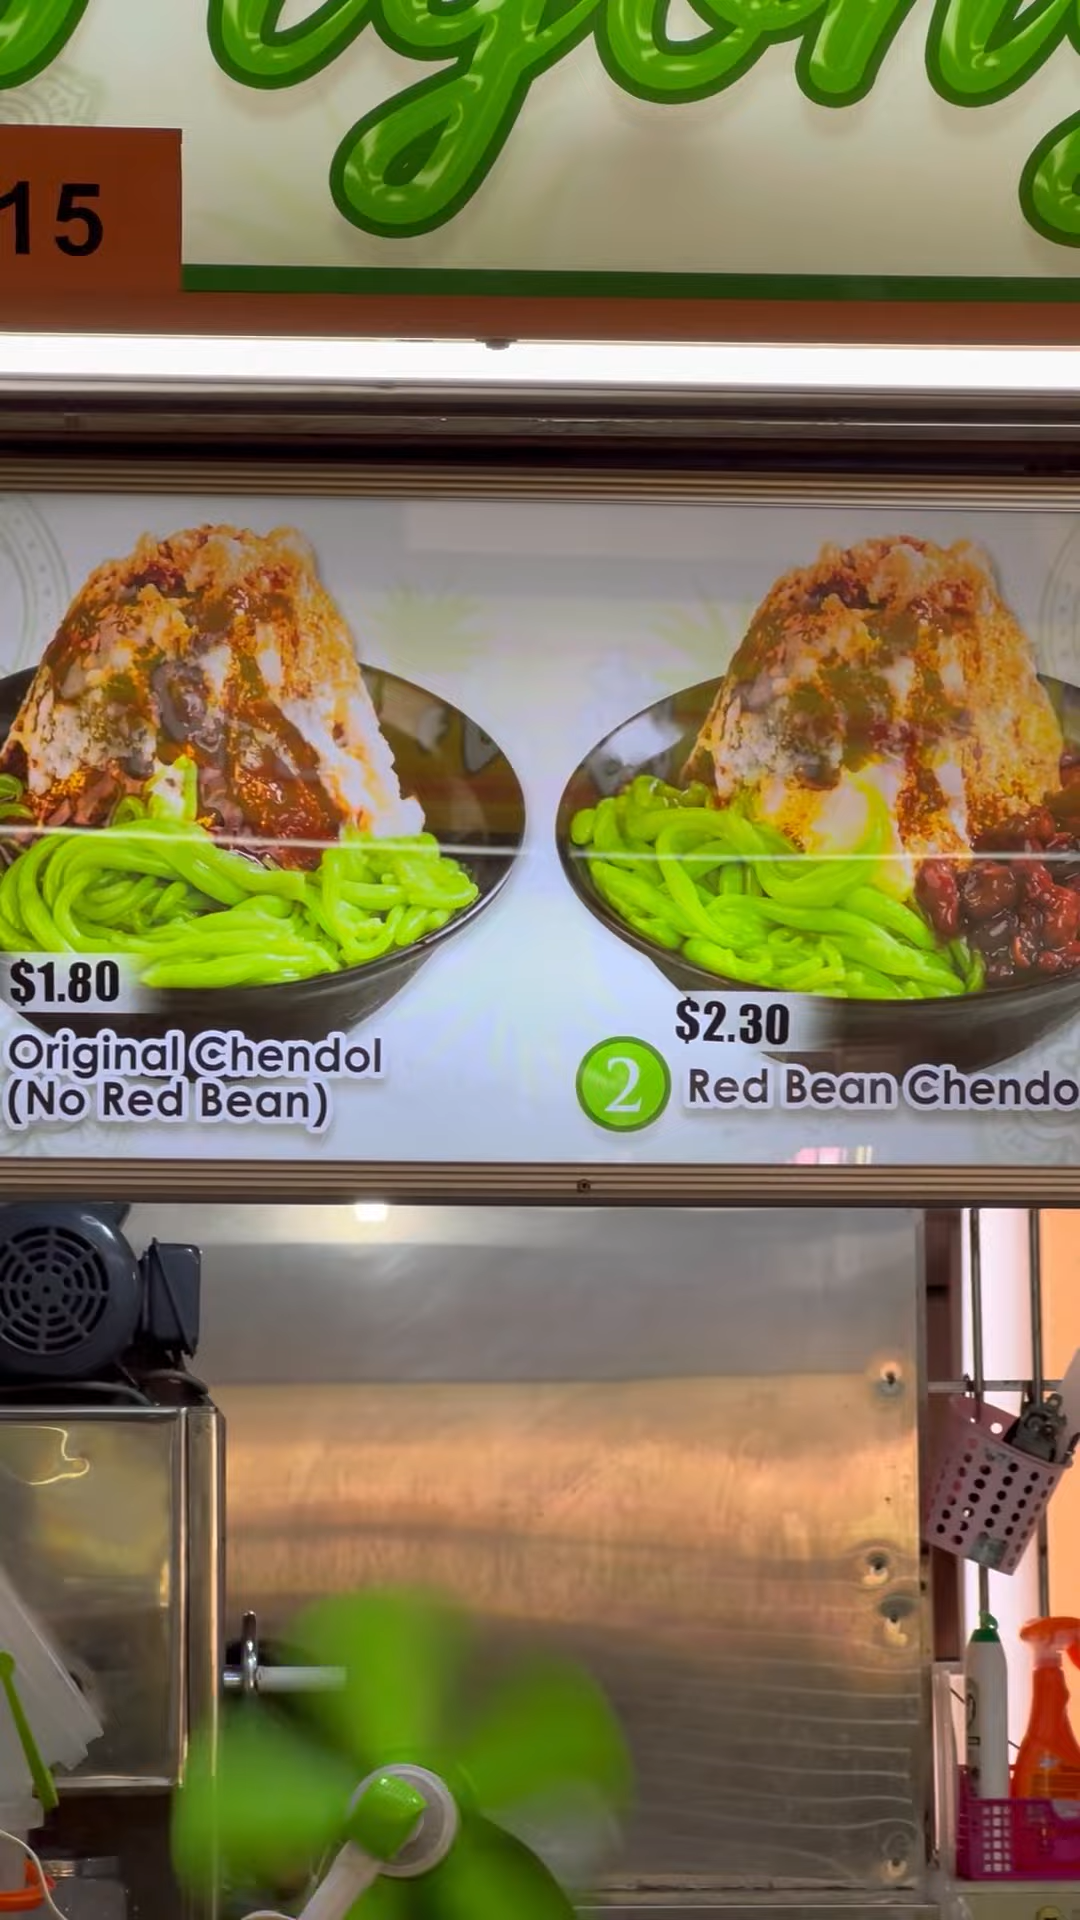 15
$1.80
Original Chendol
(No Red Bean)
$2.30
2 Red Bean Chendo